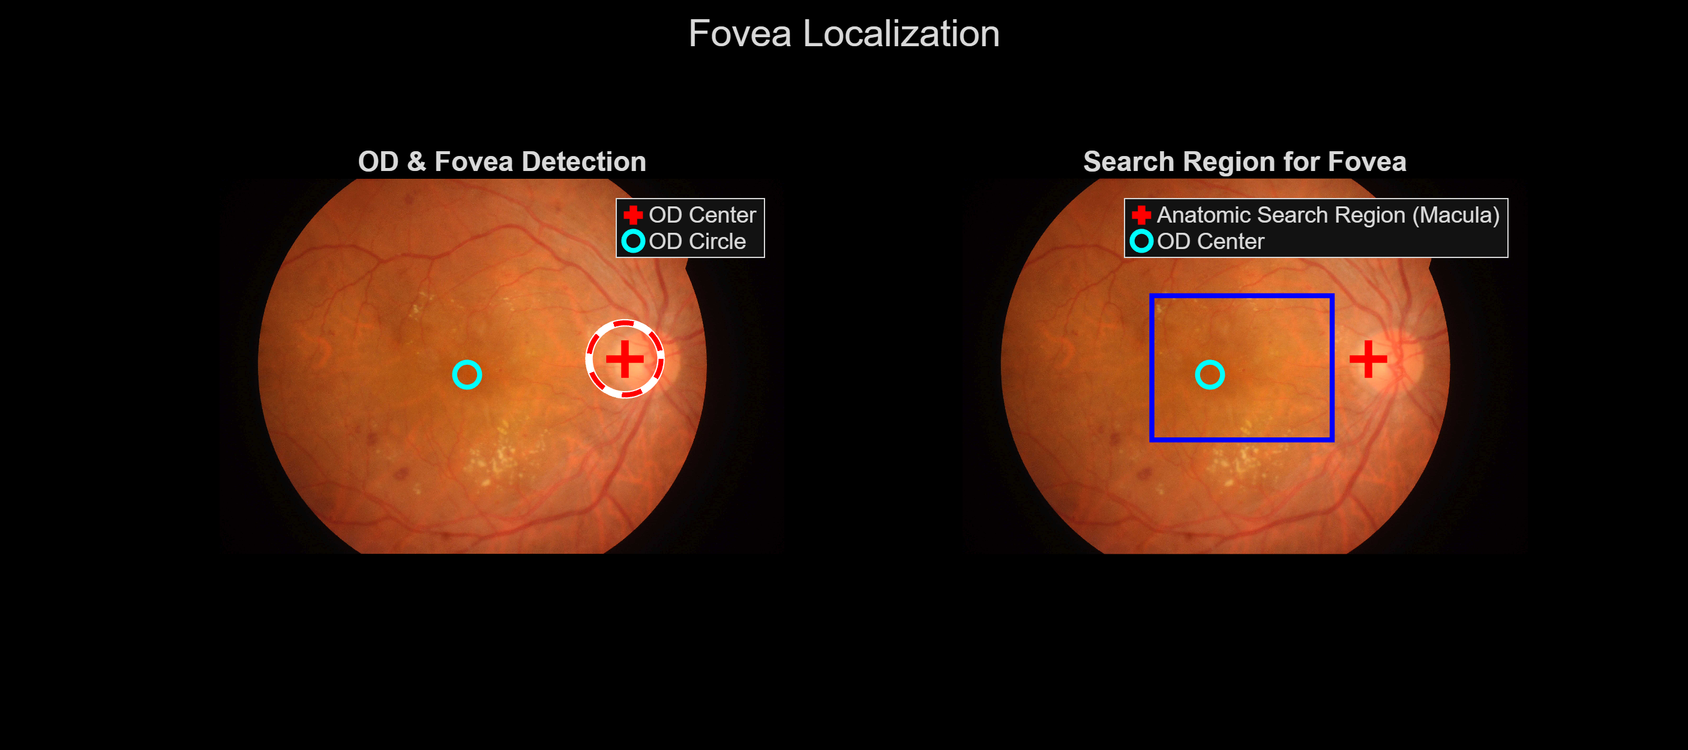 Fovea Localization
OD & Fovea Detection
OD Center
OD Circle
Search Region for Fovea
Anatomic Search Region (Macula)
OD Center